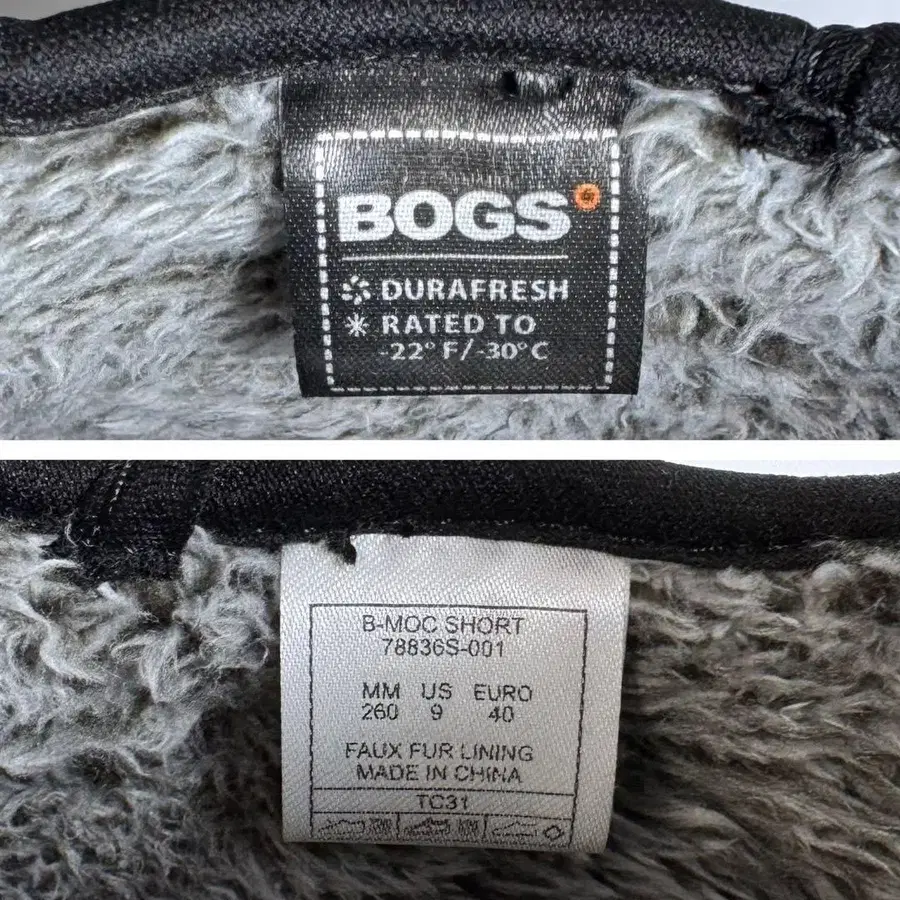 BOGS
DURAFRESH
RATED TO
-22° F/-30° C
B-MOC SHORT
78836S-001
MM US EURO
260 9 40
FAUX FUR LINING
MADE IN CHINA
TC31